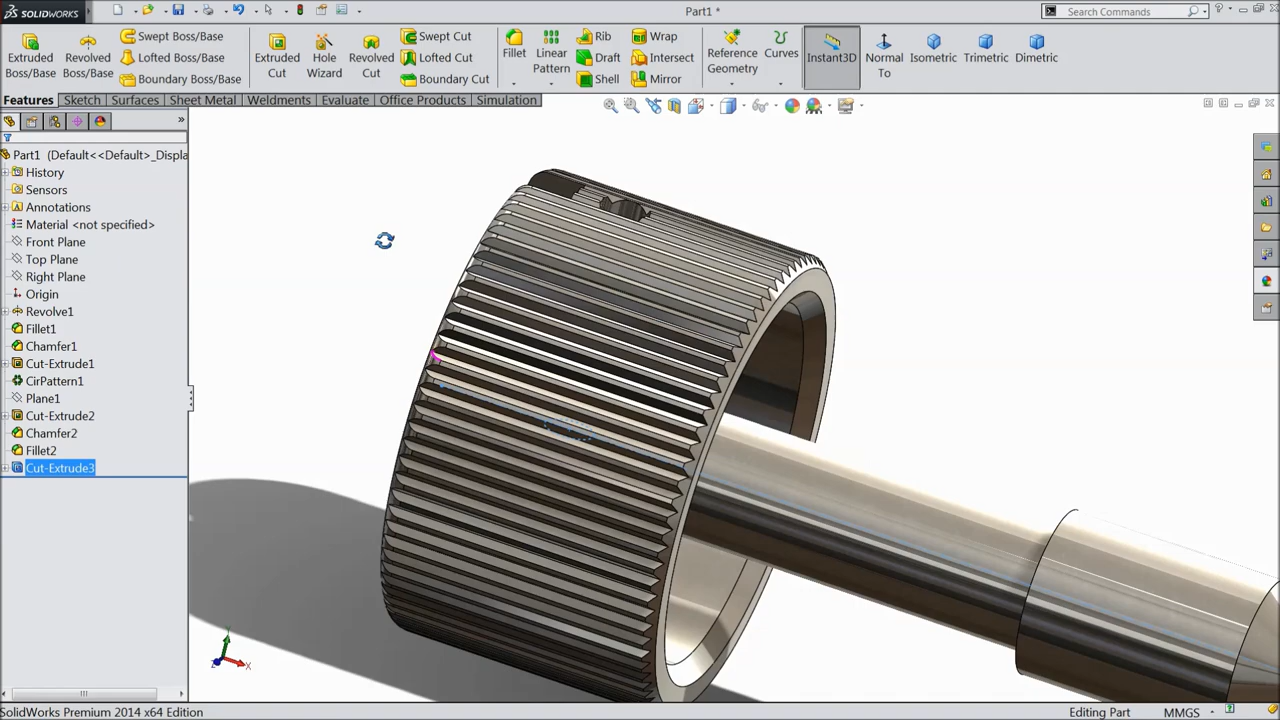 SOLIDWORKS
Part1 *
Search Commands
Extruded Boss/Base
Revolved Boss/Base
Swept Boss/Base
Lofted Boss/Base
Boundary Boss/Base
Extruded Cut
Hole Wizard
Revolved Cut
Swept Cut
Lofted Cut
Boundary Cut
Fillet
Linear Pattern
Rib
Draft
Shell
Wrap
Intersect
Mirror
Reference Geometry
Curves
Instant3D
Normal To
Isometric
Trimetric
Dimetric
Features Sketch Surfaces Sheet Metal Weldments Evaluate Office Products Simulation
Part1 (Default<<Default>_Displa
History
Sensors
Annotations
Material <not specified>
Front Plane
Top Plane
Right Plane
Origin
Revolve1
Fillet1
Chamfer1
Cut-Extrude1
CirPattern1
Plane1
Cut-Extrude2
Chamfer2
Fillet2
Cut-Extrude3
Y
X
Z
SolidWorks Premium 2014 x64 Edition
Editing Part
MMGS